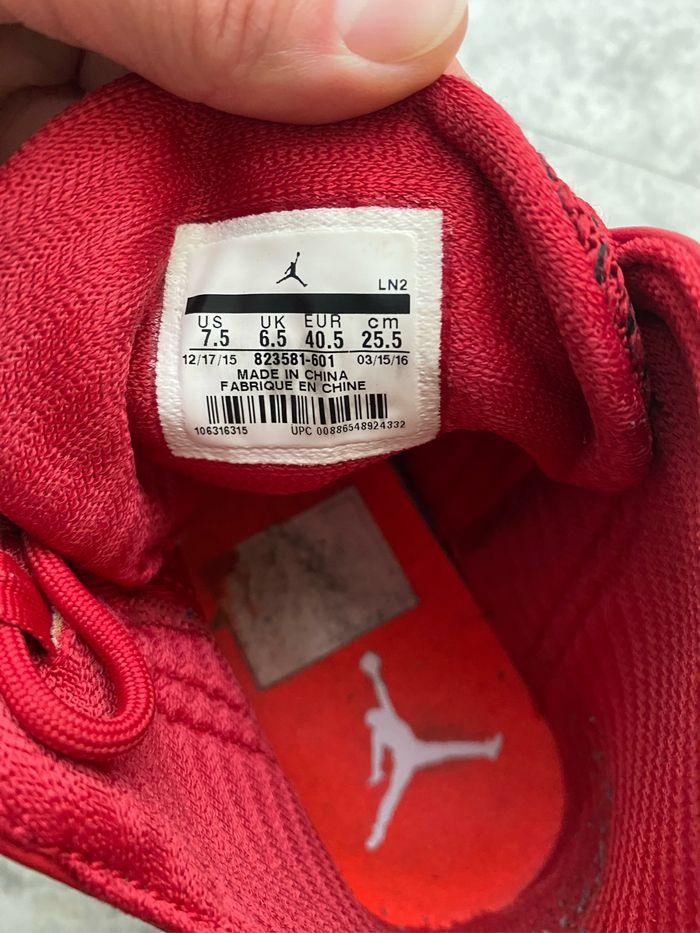 LN2
US UK EUR cm
7.5 6.5 40.5 25.5
12/17/15 823581-601 03/15/16
MADE IN CHINA
FABRIQUE EN CHINE
106316315 UPC 00886548924332